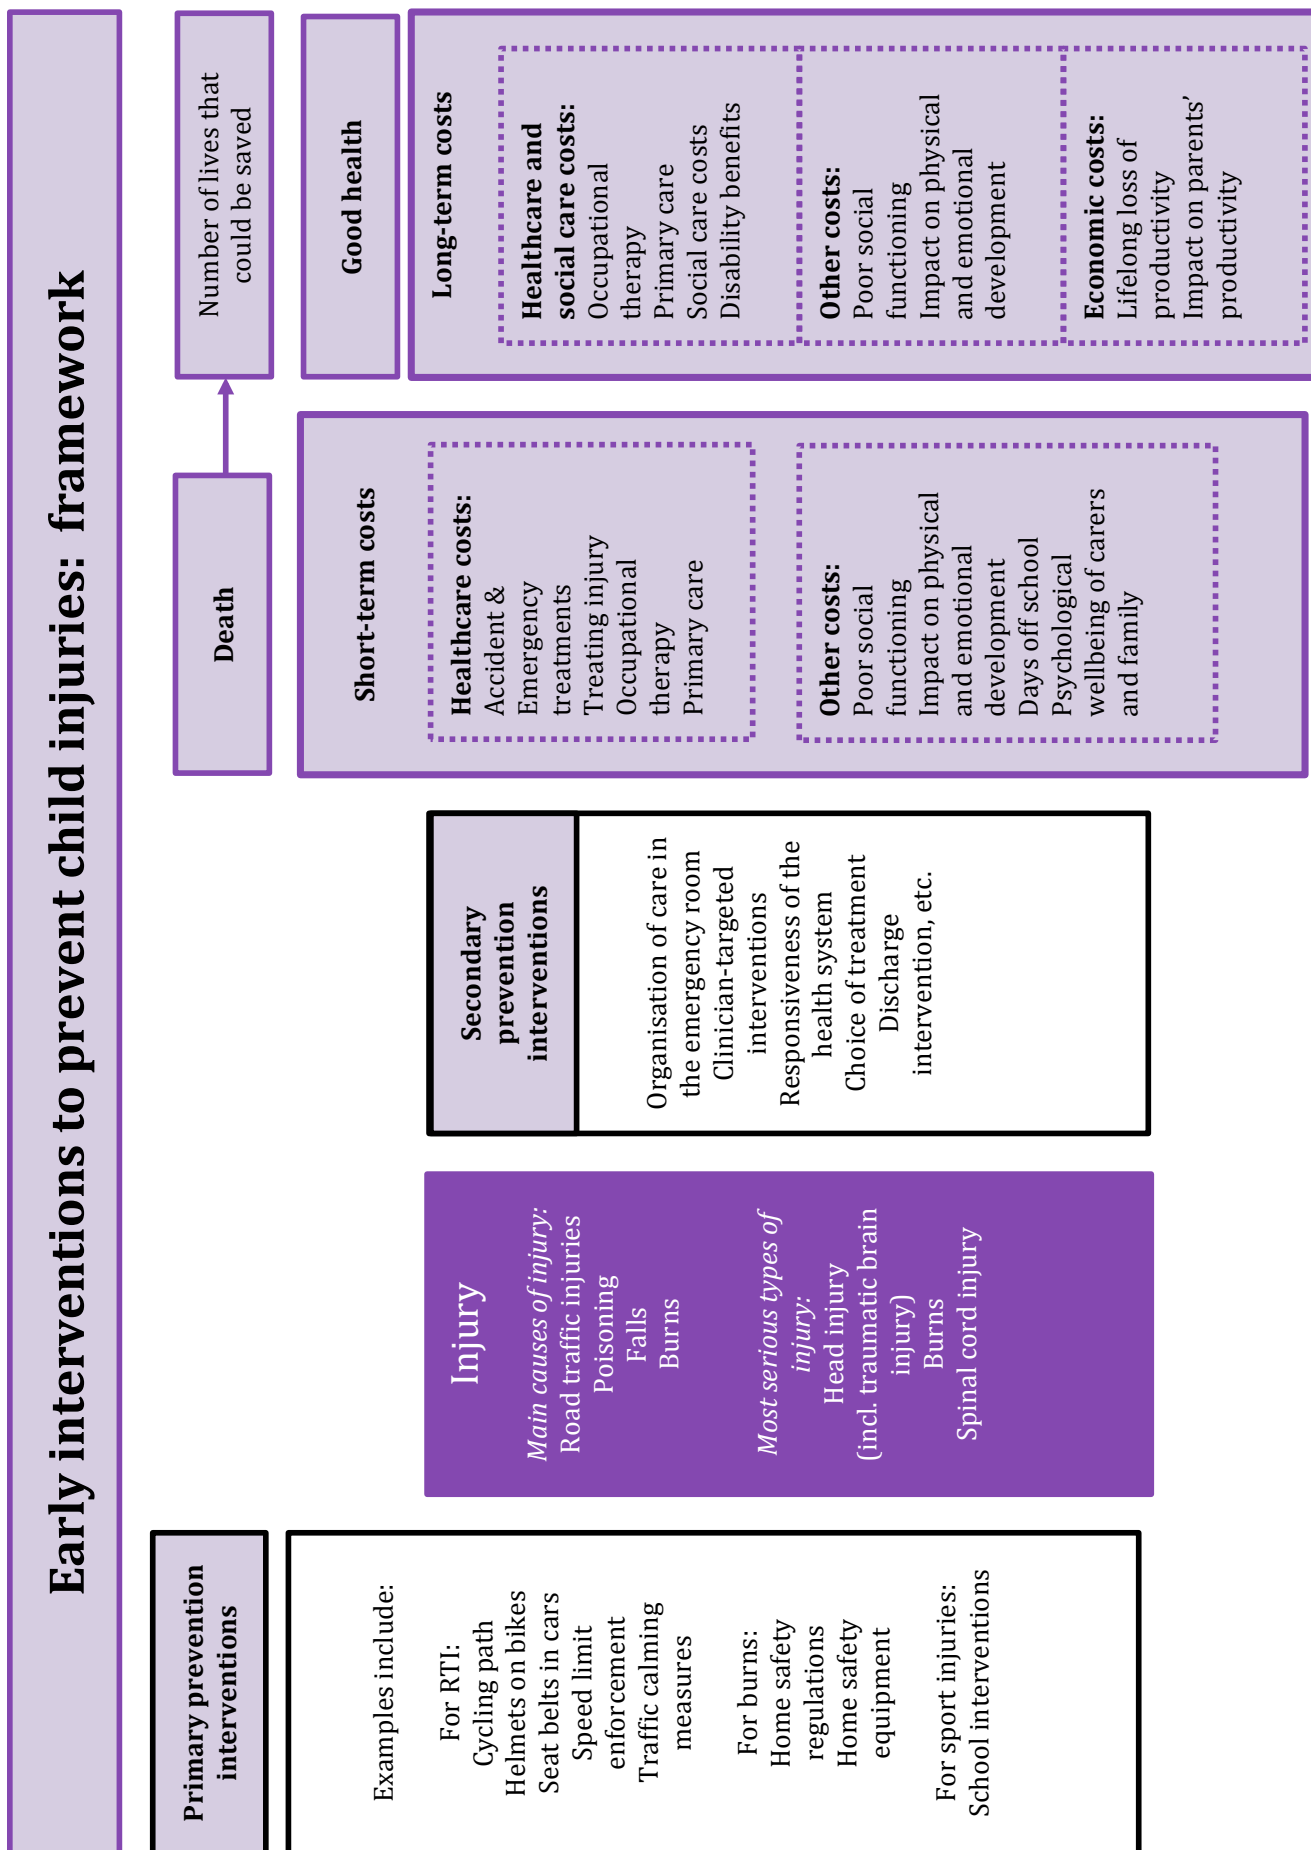 Early interventions to prevent child injuries: framework
Primary prevention
interventions
Examples include:
For RTI:
Cycling path
Helmets on bikes
Seat belts in cars
Speed limit
enforcement
Traffic calming
measures
For burns:
Home safety
regulations
Home safety
equipment
For sport injuries:
School interventions
Injury
Main causes of injury:
Road traffic injuries
Poisoning
Falls
Burns
Most serious types of
injury:
Head injury
(incl. traumatic brain
injury)
Burns
Spinal cord injury
Secondary
prevention
interventions
Organisation of care in
the emergency room
Clinician-targeted
interventions
Responsiveness of the
health system
Choice of treatment
Discharge
intervention, etc.
Death
Number of lives that
could be saved
Short-term costs
Healthcare costs:
Accident &
Emergency
treatments
Treating injury
Occupational
therapy
Primary care
Other costs:
Poor social
functioning
Impact on physical
and emotional
development
Days off school
Psychological
wellbeing of carers
and family
Good health
Long-term costs
Healthcare and
social care costs:
Occupational
therapy
Primary care
Social care costs
Disability benefits
Other costs:
Poor social
functioning
Impact on physical
and emotional
development
Economic costs:
Lifelong loss of
productivity
Impact on parents’
productivity